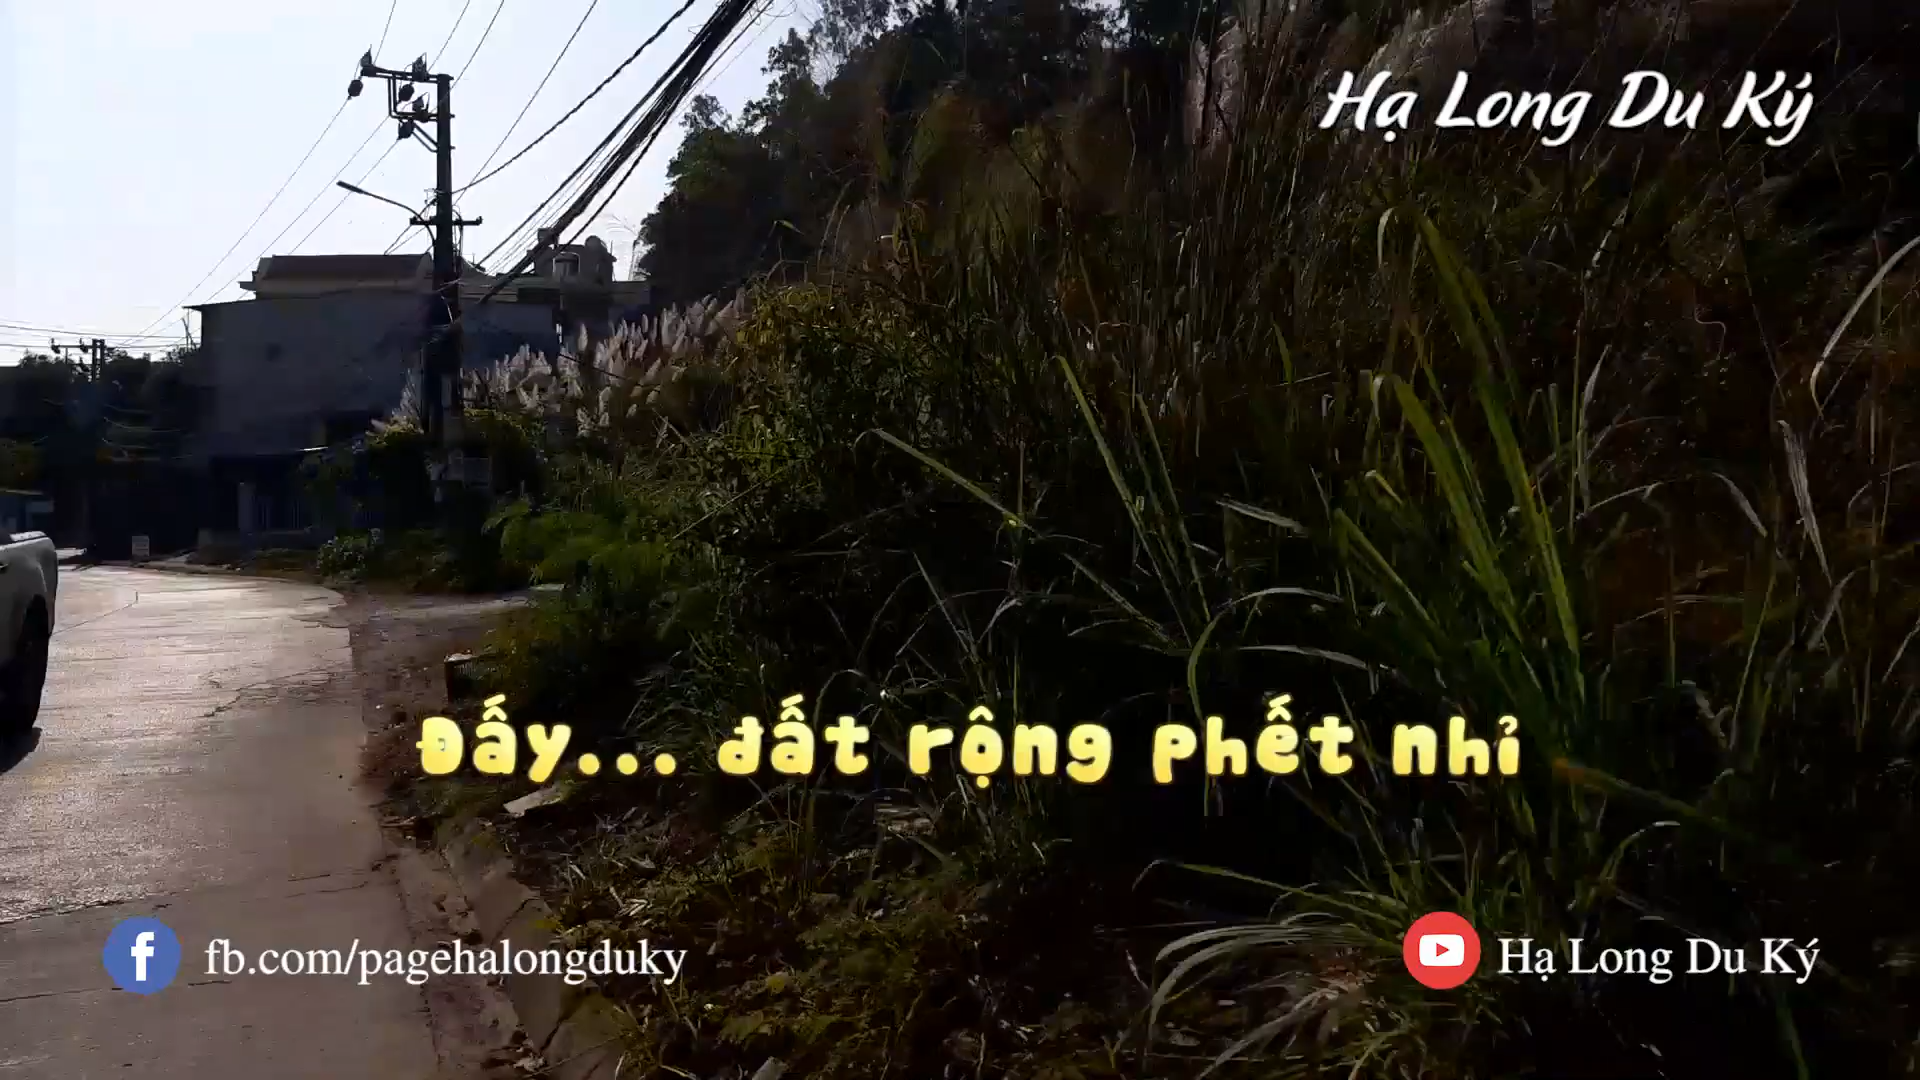 Hạ Long Du Ký
Đấy... đất rộng phết nhỉ
fb.com/pagehalongduky
Hạ Long Du Ký